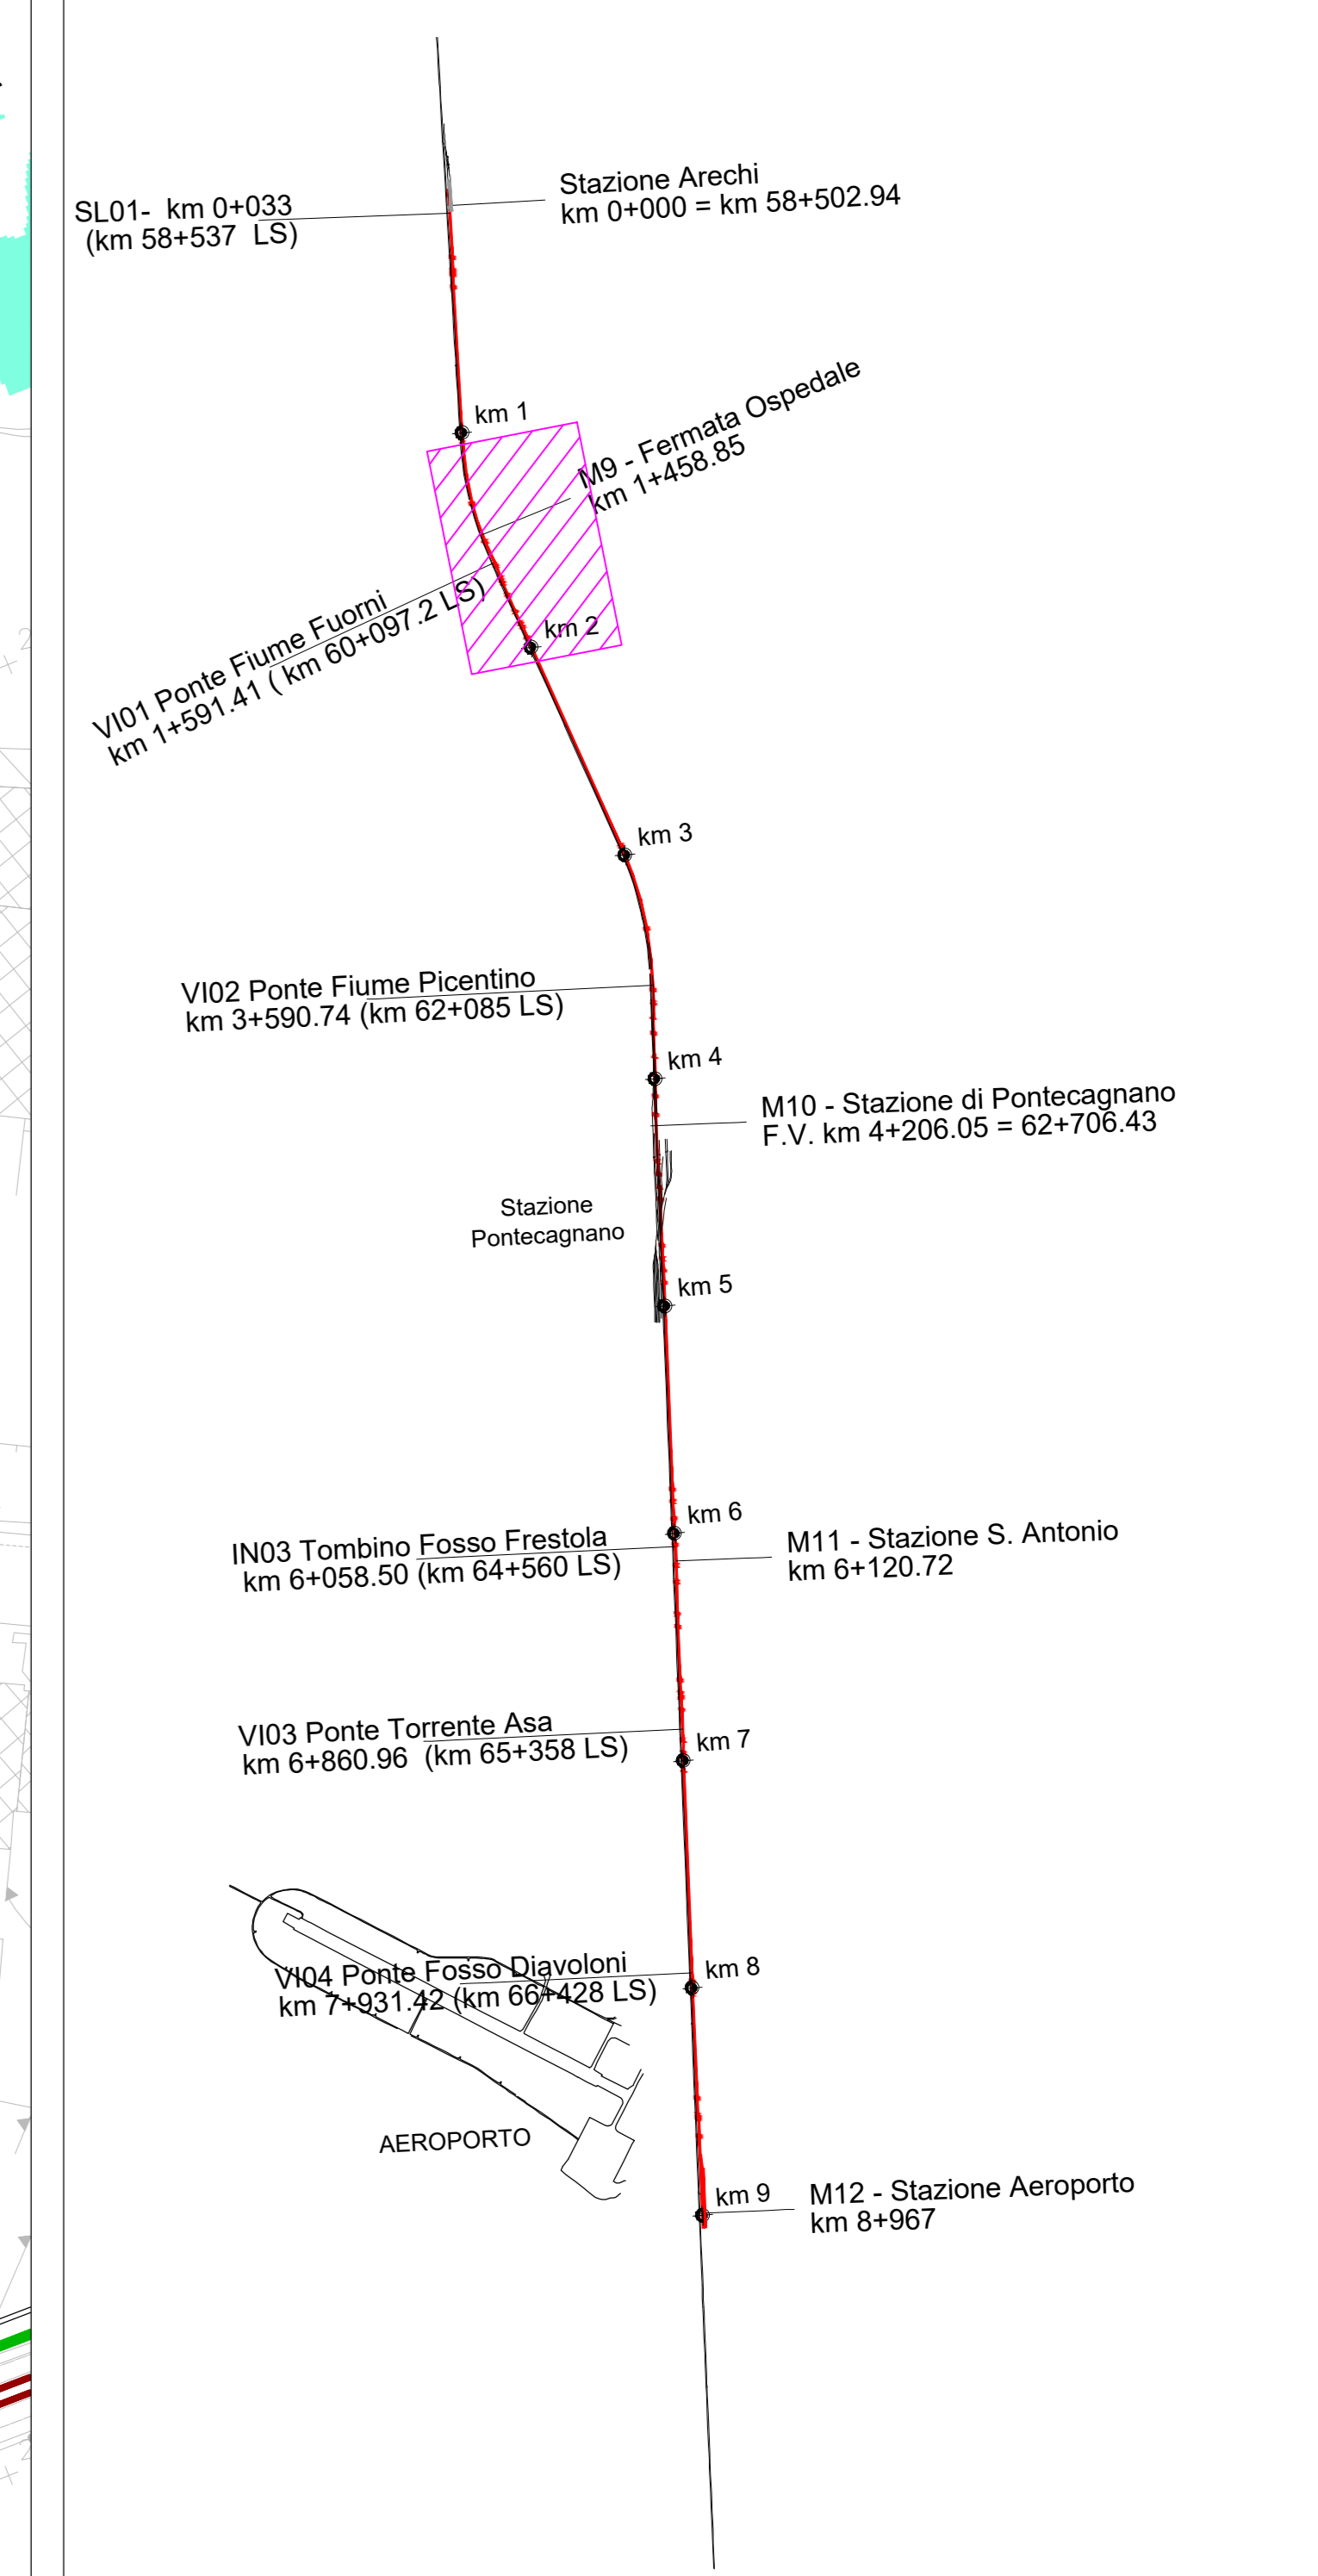 Stazione Arechi
km 0+000 = km 58+502.94
SL01-  km 0+033
(km 58+537  LS)
km 1
M9 - Fermata Ospedale
km 1+458.85
VI01 Ponte Fiume Fuorni
km 1+591.41 ( km 60+097.2 LS)
km 2
km 3
VI02 Ponte Fiume Picentino
km 3+590.74 (km 62+085 LS)
km 4
M10 - Stazione di Pontecagnano
F.V. km 4+206.05 = 62+706.43
Stazione
Pontecagnano
km 5
km 6
IN03 Tombino Fosso Frestola
km 6+058.50 (km 64+560 LS)
M11 - Stazione S. Antonio
km 6+120.72
VI03 Ponte Torrente Asa
km 6+860.96  (km 65+358 LS)
km 7
VI04 Ponte Fosso Diavoloni
km 7+931.42 (km 66+428 LS)
km 8
AEROPORTO
km 9
M12 - Stazione Aeroporto
km 8+967